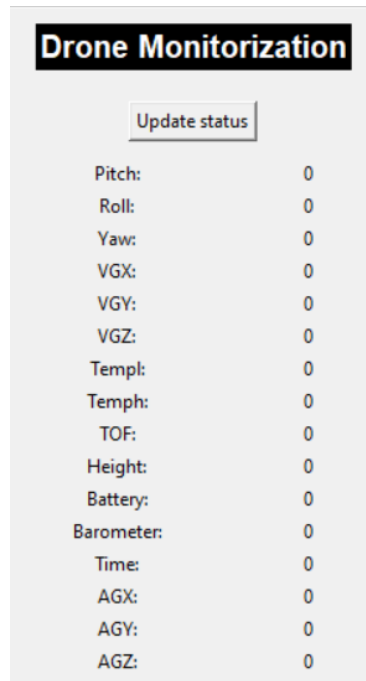 Drone Monitorization
Update status
Pitch: 0
Roll: 0
Yaw: 0
VGX: 0
VGY: 0
VGZ: 0
Templ: 0
Temph: 0
TOF: 0
Height: 0
Battery: 0
Barometer: 0
Time: 0
AGX: 0
AGY: 0
AGZ: 0